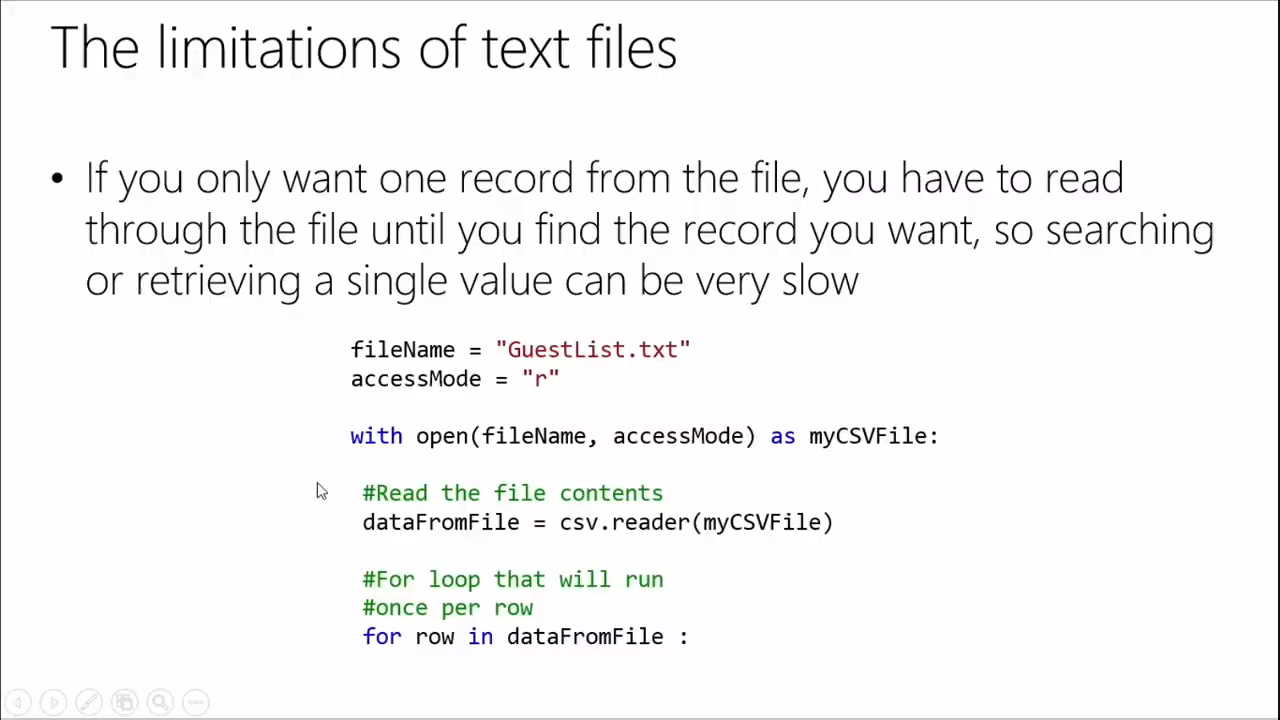 The limitations of text files
• If you only want one record from the file, you have to read
through the file until you find the record you want, so searching
or retrieving a single value can be very slow
fileName = "GuestList.txt"
accessMode = "r"
with open(fileName, accessMode) as myCSVFile:
#Read the file contents
dataFromFile = csv.reader(myCSVFile)
#For loop that will run
#once per row
for row in dataFromFile :